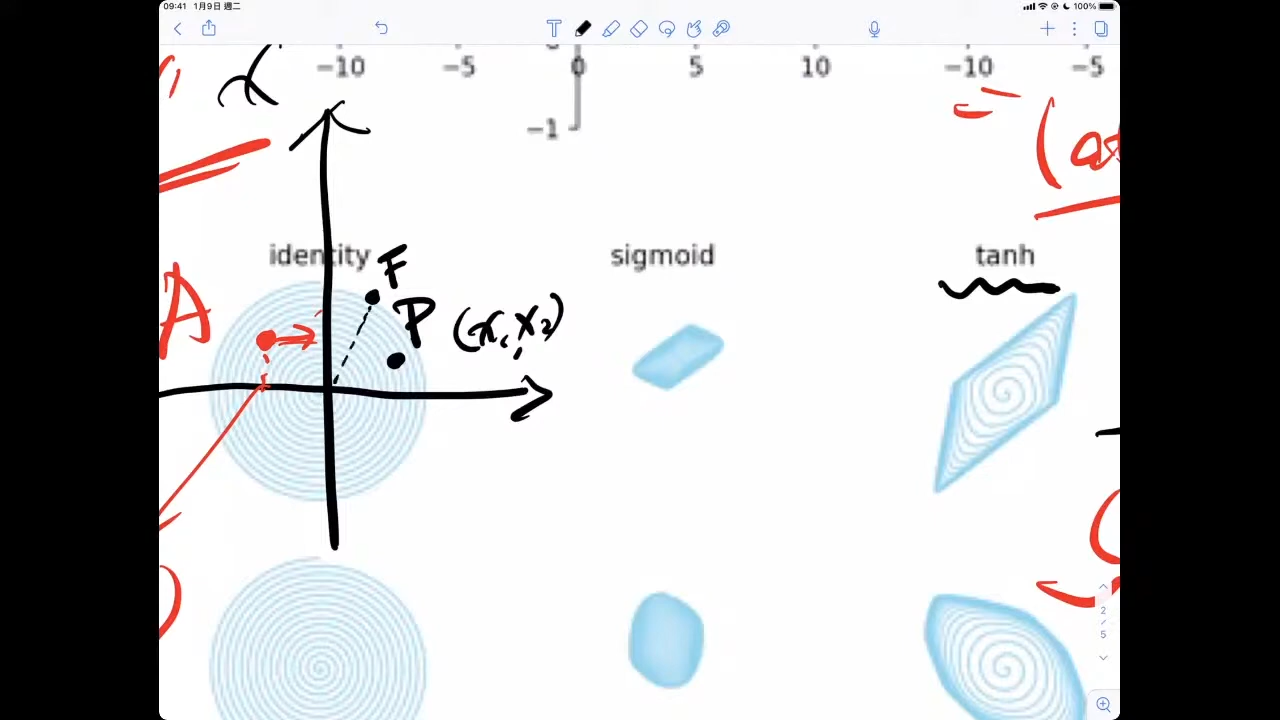 09:41 1月9日 週二
100%
T
−10 −5 0 5 10 −10 −5
−1
identity sigmoid tanh
F
A P (x₁, x₂)
2
/
5